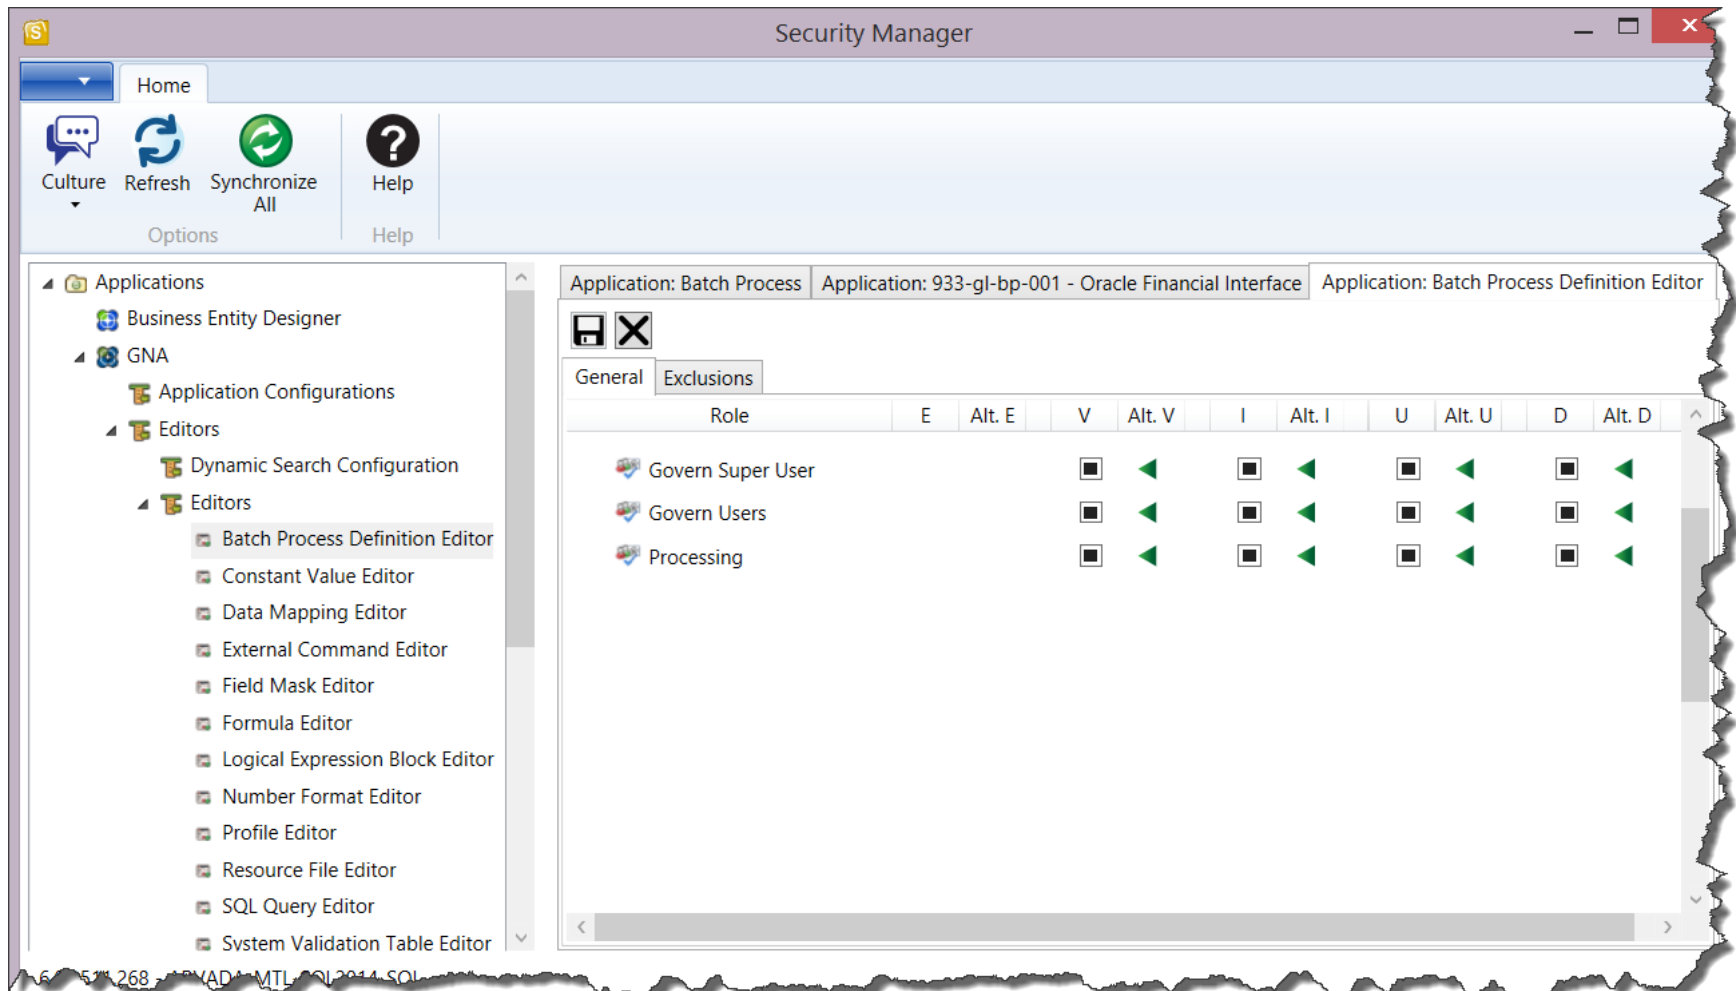 Security Manager
Home
Culture
Refresh
Synchronize
All
Help
Options
Help
Applications
Business Entity Designer
GNA
Application Configurations
Editors
Dynamic Search Configuration
Editors
Batch Process Definition Editor
Constant Value Editor
Data Mapping Editor
External Command Editor
Field Mask Editor
Formula Editor
Logical Expression Block Editor
Number Format Editor
Profile Editor
Resource File Editor
SQL Query Editor
System Validation Table Editor
Application: Batch Process
Application: 933-gl-bp-001 - Oracle Financial Interface
Application: Batch Process Definition Editor
General
Exclusions
Role E Alt. E V Alt. V I Alt. I U Alt. U D Alt. D
Govern Super User
Govern Users
Processing